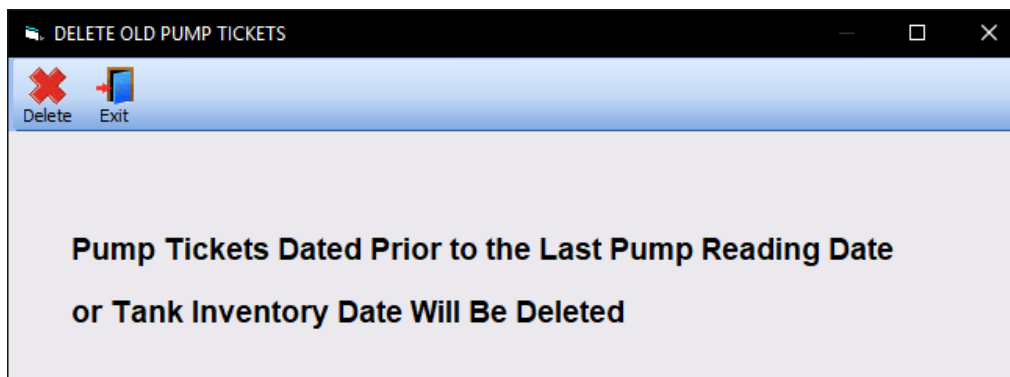 DELETE OLD PUMP TICKETS
Delete Exit
Pump Tickets Dated Prior to the Last Pump Reading Date
or Tank Inventory Date Will Be Deleted